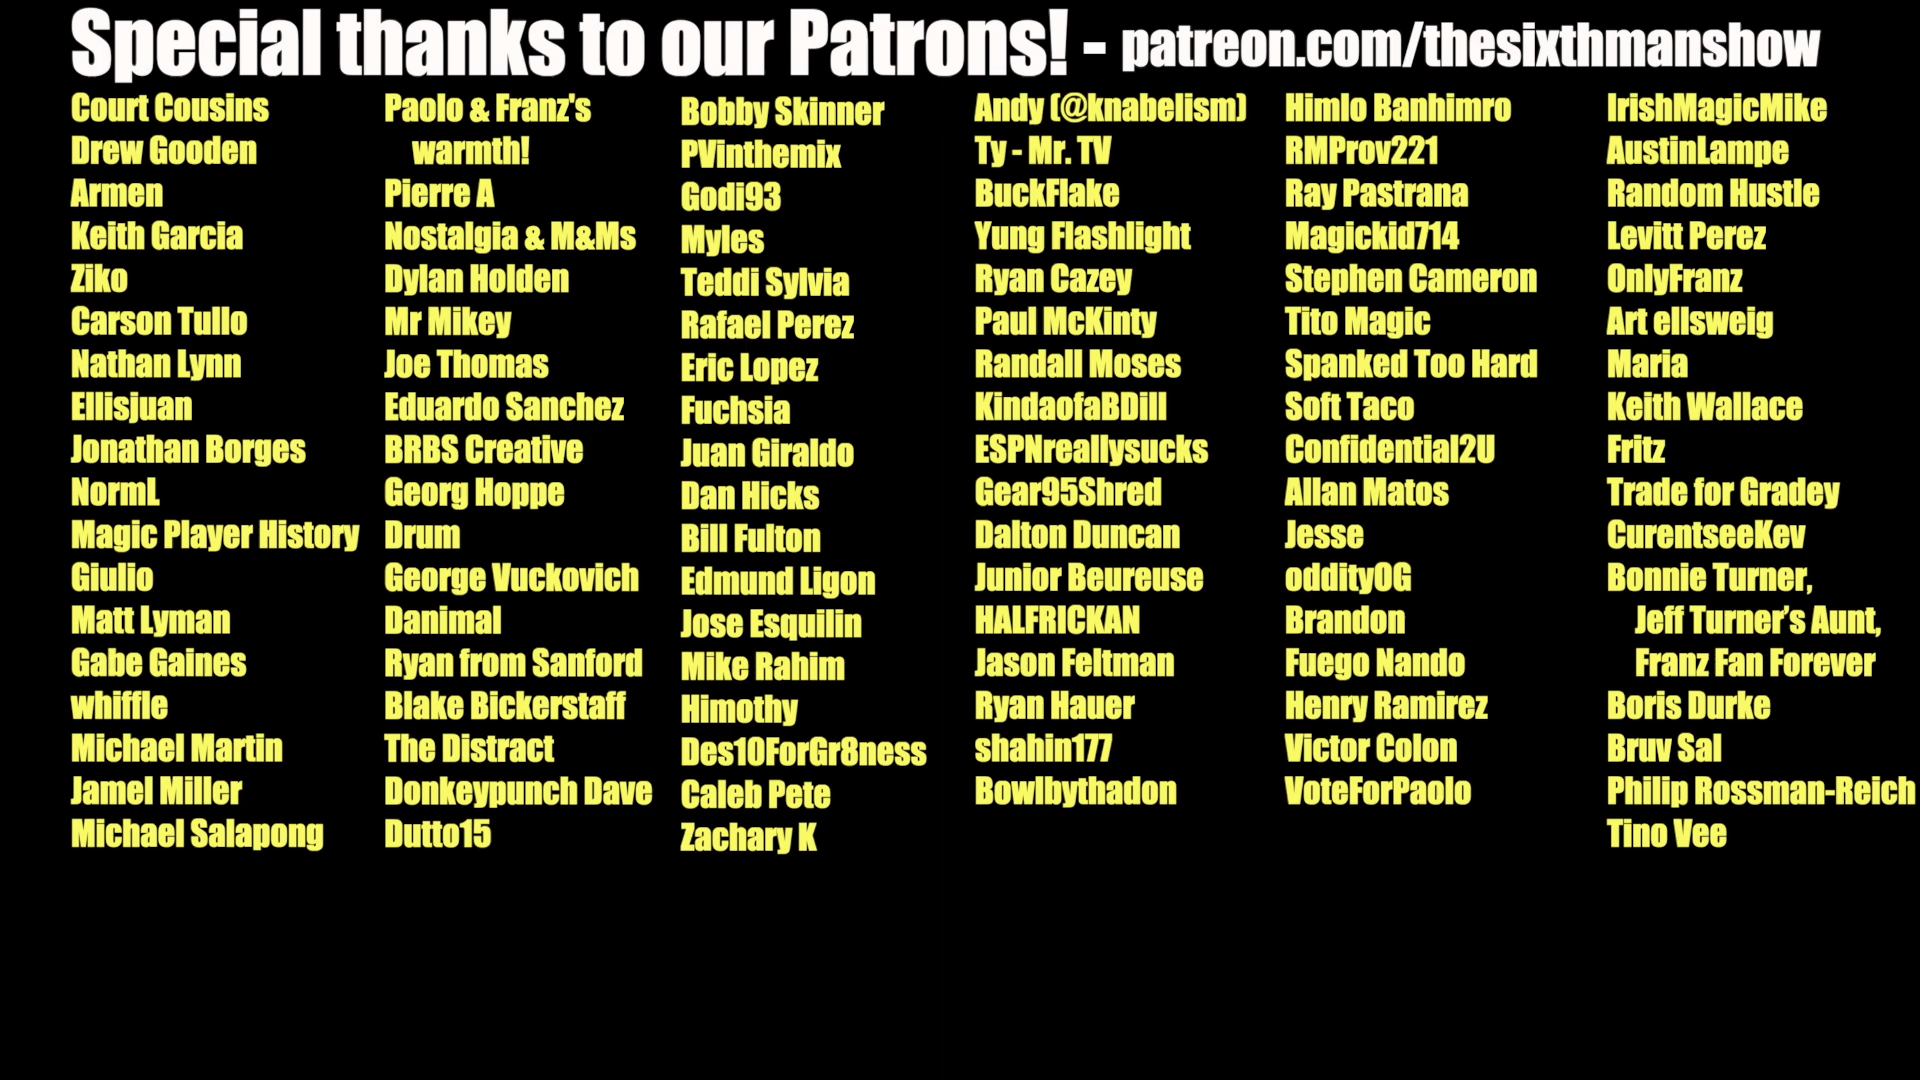 Special thanks to our Patrons! - patreon.com/thesixthmanshow
Court Cousins
Drew Gooden
Armen
Keith Garcia
Ziko
Carson Tullo
Nathan Lynn
Ellisjuan
Jonathan Borges
NormL
Magic Player History
Giulio
Matt Lyman
Gabe Gaines
whiffle
Michael Martin
Jamel Miller
Michael Salapong
Paolo & Franz's
warmth!
Pierre A
Nostalgia & M&Ms
Dylan Holden
Mr Mikey
Joe Thomas
Eduardo Sanchez
BRBS Creative
Georg Hoppe
Drum
George Vuckovich
Danimal
Ryan from Sanford
Blake Bickerstaff
The Distract
Donkeypunch Dave
Dutto15
Bobby Skinner
PVinthemix
Godi93
Myles
Teddi Sylvia
Rafael Perez
Eric Lopez
Fuchsia
Juan Giraldo
Dan Hicks
Bill Fulton
Edmund Ligon
Jose Esquilin
Mike Rahim
Himothy
Des10ForGr8ness
Caleb Pete
Zachary K
Andy (@knabelism)
Ty - Mr. TV
BuckFlake
Yung Flashlight
Ryan Cazey
Paul McKinty
Randall Moses
KindaofaBDill
ESPNreallysucks
Gear95Shred
Dalton Duncan
Junior Beureuse
HALFRICKAN
Jason Feltman
Ryan Hauer
shahin177
Bowlbythadon
Himlo Banhimro
RMProv221
Ray Pastrana
Magickid714
Stephen Cameron
Tito Magic
Spanked Too Hard
Soft Taco
Confidential2U
Allan Matos
Jesse
oddityOG
Brandon
Fuego Nando
Henry Ramirez
Victor Colon
VoteForPaolo
IrishMagicMike
AustinLampe
Random Hustle
Levitt Perez
OnlyFranz
Art ellsweig
Maria
Keith Wallace
Fritz
Trade for Gradey
CurentseeKev
Bonnie Turner,
Jeff Turner’s Aunt,
Franz Fan Forever
Boris Durke
Bruv Sal
Philip Rossman-Reich
Tino Vee